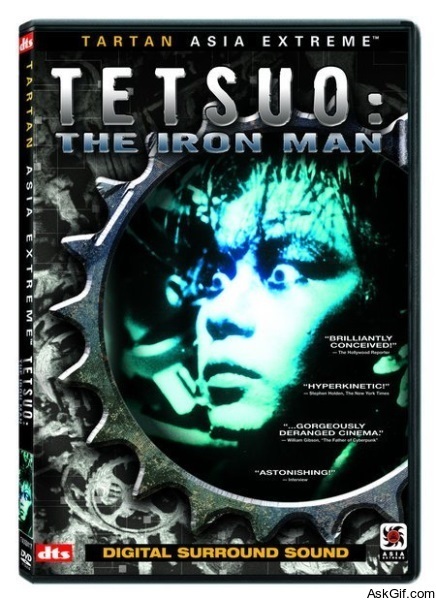 dts
TARTAN ASIA EXTREME™
TARTAN ASIA EXTREME™ TETSUO:
TETSUO:
THE IRON MAN
"BRILLIANTLY
CONCEIVED!"
— The Hollywood Reporter
"HYPERKINETIC!"
— Stephen Holden, The New York Times
"...GORGEOUSLY
DERANGED CINEMA."
— William Gibson, "The Father of Cyberpunk"
"ASTONISHING!"
— Interview
dts
DIGITAL SURROUND SOUND
ASIA
EXTREME
DVD
AskGif.com